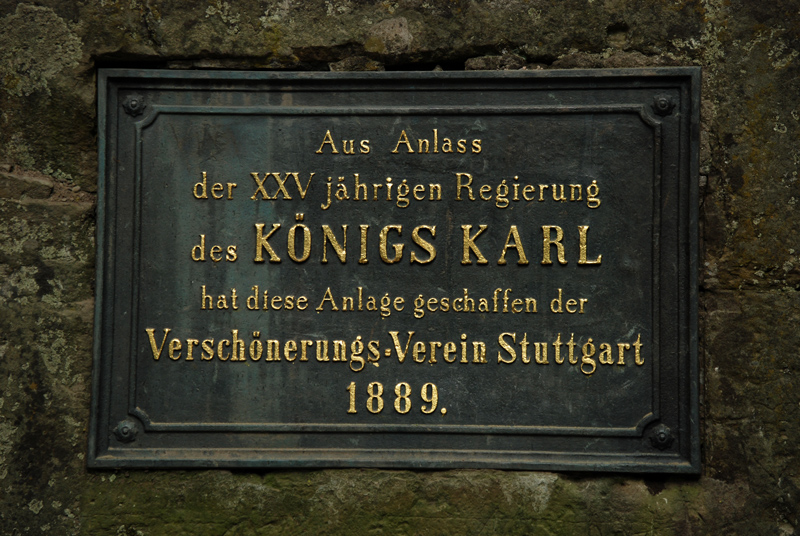 Aus Anlass
der XXV jährigen Regierung
des KÖNIGS KARL
hat diese Anlage geschaffen der
Verschönerungs-Verein Stuttgart
1889.